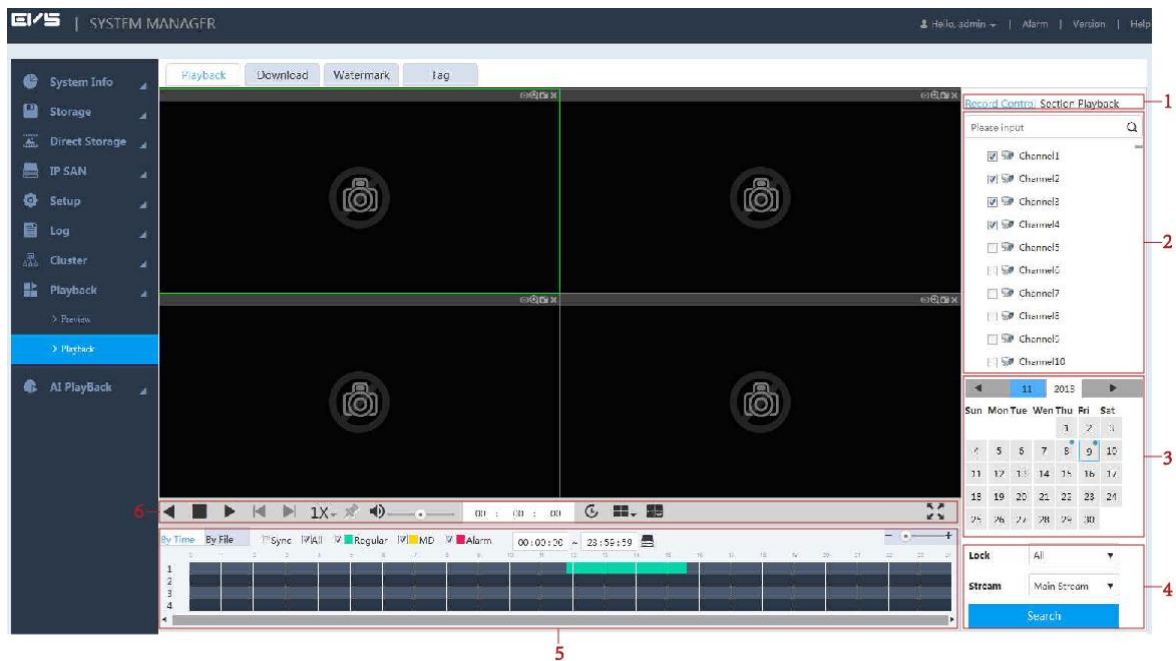 EVS | SYSTEM MANAGER
Hello, admin | Alarm | Version | Help
System Info
Storage
Direct Storage
IP SAN
Setup
Log
Cluster
Playback
> Preview
> Playback
AI PlayBack
Playback Download Watermark Tag
Record Control Section Playback
1
Please input
Channel1
Channel2
Channel3
Channel4
Channel5
Channel6
Channel7
Channel8
Channel9
Channel10
2
11 2018
Sun Mon Tue Wen Thu Fri Sat
1 2 3
4 5 6 7 8 9 10
11 12 13 14 15 16 17
18 19 20 21 22 23 24
25 26 27 28 29 30
3
Lock All
Stream Main Stream
Search
4
6
1X 00 : 00 : 00
By Time By File Sync All Regular MD Alarm 00:00:00 ~ 23:59:59
1
2
3
4
5